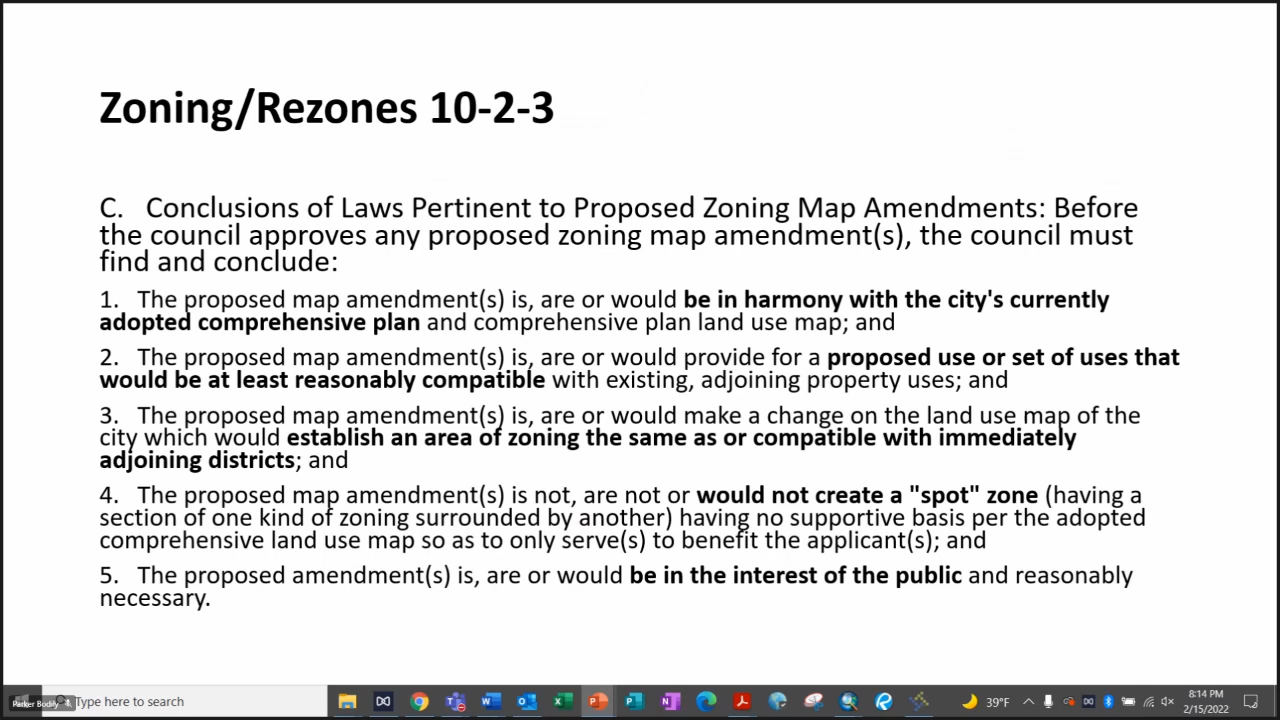 Zoning/Rezones 10-2-3
C. Conclusions of Laws Pertinent to Proposed Zoning Map Amendments: Before
the council approves any proposed zoning map amendment(s), the council must
find and conclude:
1. The proposed map amendment(s) is, are or would be in harmony with the city's currently
adopted comprehensive plan and comprehensive plan land use map; and
2. The proposed map amendment(s) is, are or would provide for a proposed use or set of uses that
would be at least reasonably compatible with existing, adjoining property uses; and
3. The proposed map amendment(s) is, are or would make a change on the land use map of the
city which would establish an area of zoning the same as or compatible with immediately
adjoining districts; and
4. The proposed map amendment(s) is not, are not or would not create a "spot" zone (having a
section of one kind of zoning surrounded by another) having no supportive basis per the adopted
comprehensive land use map so as to only serve(s) to benefit the applicant(s); and
5. The proposed amendment(s) is, are or would be in the interest of the public and reasonably
necessary.
Parker Bodily
Type here to search
39°F
8:14 PM
2/15/2022